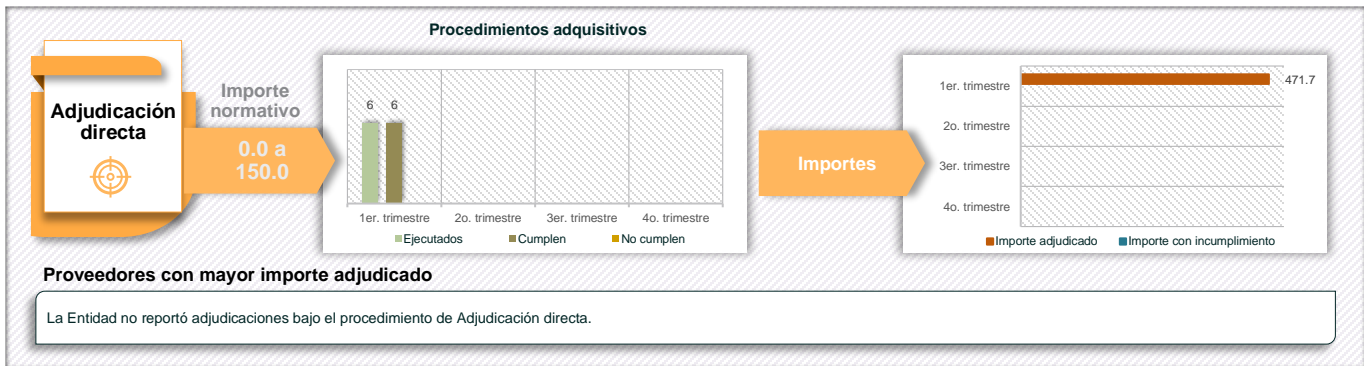 Procedimientos adquisitivos
Adjudicación
directa
Importe
normativo
0.0 a
150.0
6 6
1er. trimestre 2o. trimestre 3er. trimestre 4o. trimestre
Ejecutados Cumplen No cumplen
Importes
1er. trimestre 471.7
2o. trimestre
3er. trimestre
4o. trimestre
Importe adjudicado Importe con incumplimiento
Proveedores con mayor importe adjudicado
La Entidad no reportó adjudicaciones bajo el procedimiento de Adjudicación directa.